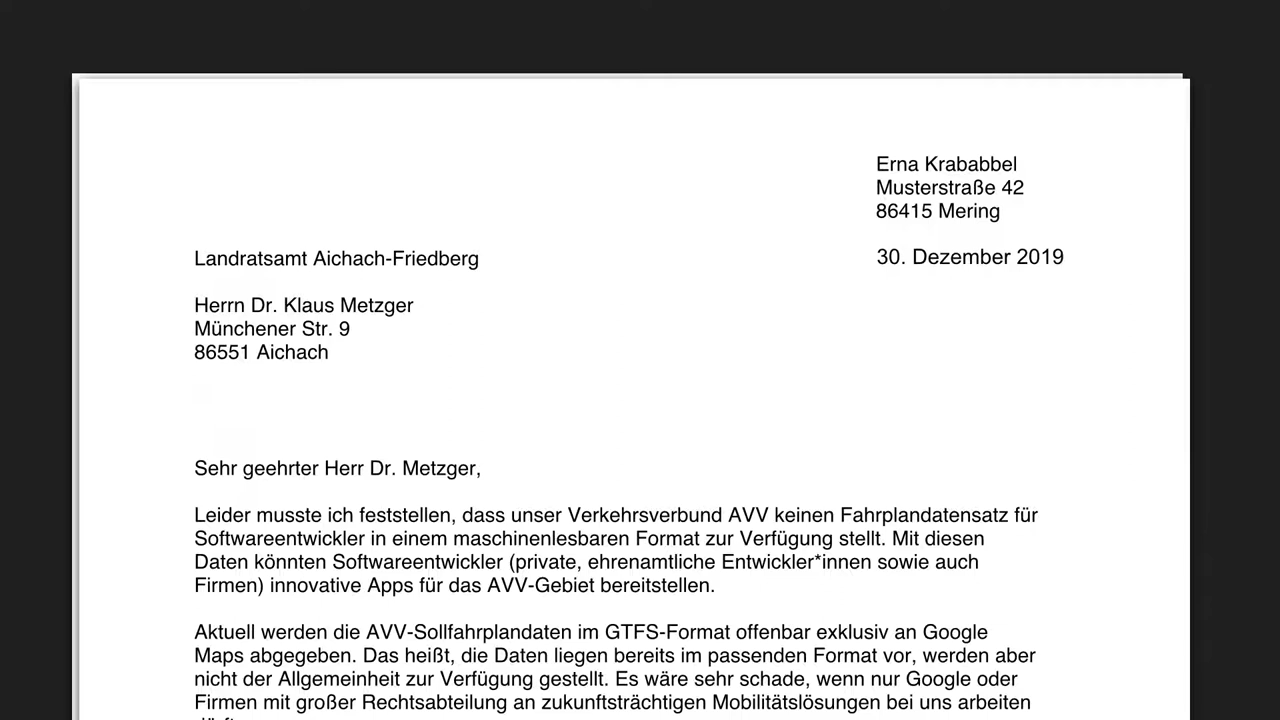 Erna Krababbel
Musterstraße 42
86415 Mering
Landratsamt Aichach-Friedberg
30. Dezember 2019
Herrn Dr. Klaus Metzger
Münchener Str. 9
86551 Aichach
Sehr geehrter Herr Dr. Metzger,
Leider musste ich feststellen, dass unser Verkehrsverbund AVV keinen Fahrplandatensatz für
Softwareentwickler in einem maschinenlesbaren Format zur Verfügung stellt. Mit diesen
Daten könnten Softwareentwickler (private, ehrenamtliche Entwickler*innen sowie auch
Firmen) innovative Apps für das AVV-Gebiet bereitstellen.
Aktuell werden die AVV-Sollfahrplandaten im GTFS-Format offenbar exklusiv an Google
Maps abgegeben. Das heißt, die Daten liegen bereits im passenden Format vor, werden aber
nicht der Allgemeinheit zur Verfügung gestellt. Es wäre sehr schade, wenn nur Google oder
Firmen mit großer Rechtsabteilung an zukunftsträchtigen Mobilitätslösungen bei uns arbeiten